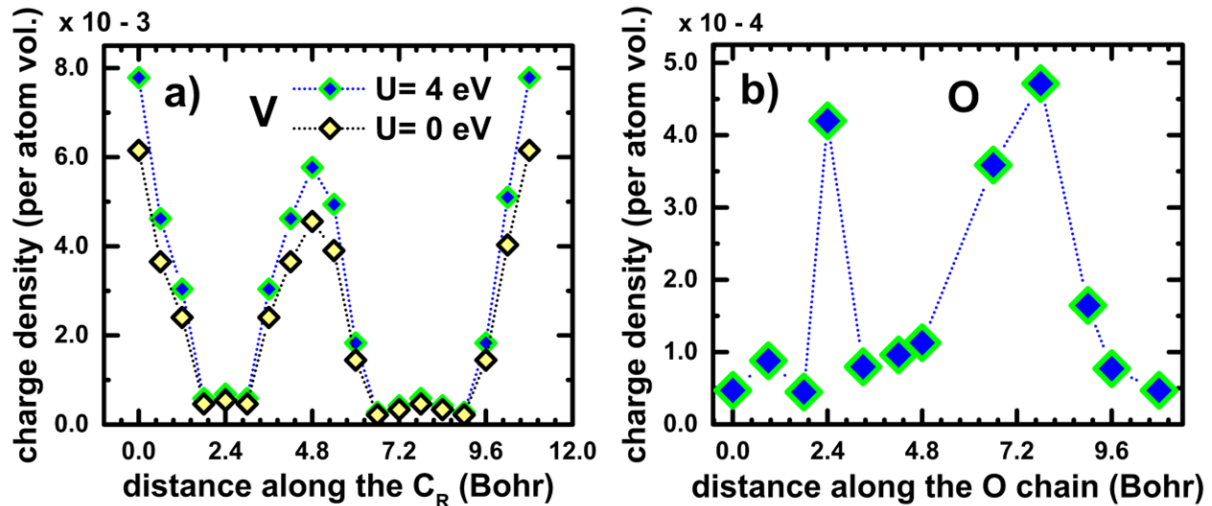 x 10 - 3
charge density (per atom vol.)
8.0
6.0
4.0
2.0
0.0
a)
V
U= 4 eV
U= 0 eV
0.0 2.4 4.8 7.2 9.6 12.0
distance along the C_R (Bohr)
x 10 - 4
charge density (per atom vol.)
5.0
4.0
3.0
2.0
1.0
0.0
b)
O
0.0 2.4 4.8 7.2 9.6
distance along the O chain (Bohr)